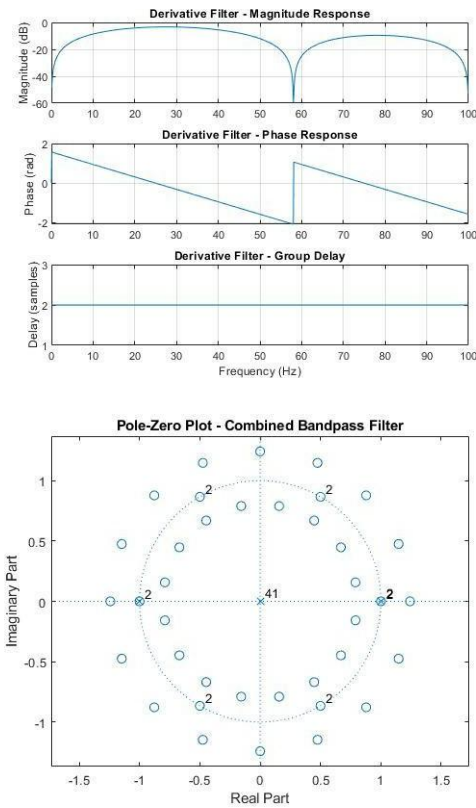 Derivative Filter - Magnitude Response
Magnitude (dB)
0
-20
-40
-60
0 10 20 30 40 50 60 70 80 90 100
Derivative Filter - Phase Response
Phase (rad)
2
0
-2
0 10 20 30 40 50 60 70 80 90 100
Derivative Filter - Group Delay
Delay (samples)
3
2
1
0 10 20 30 40 50 60 70 80 90 100
Frequency (Hz)
Pole-Zero Plot - Combined Bandpass Filter
Imaginary Part
1
0.5
0
-0.5
-1
2 2
2 41 2
2 2
-1.5 -1 -0.5 0 0.5 1 1.5
Real Part